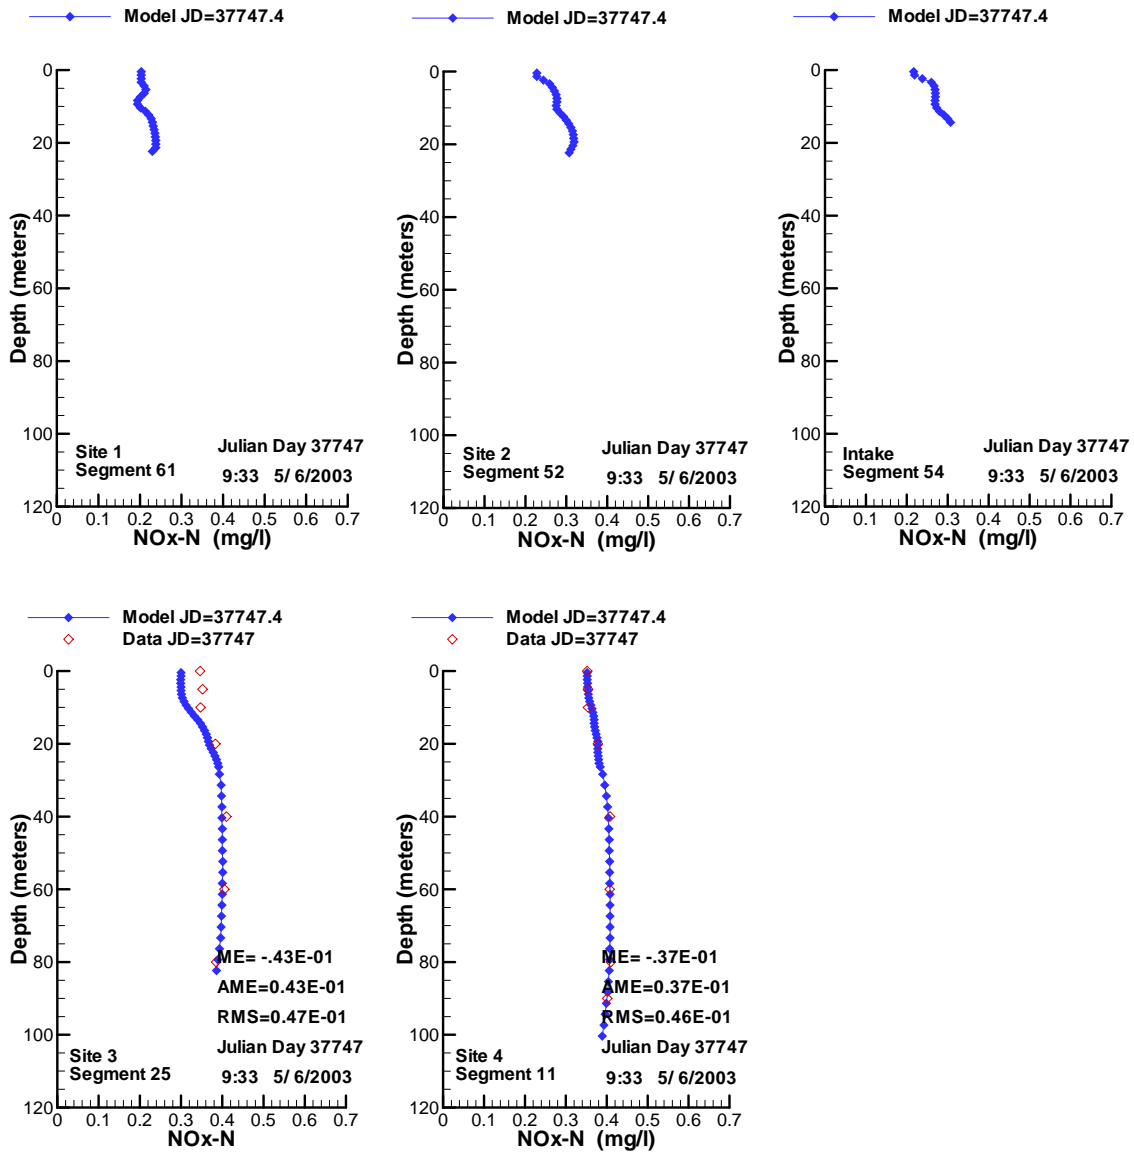 Model JD=37747.4
0
20
40
60
80
100
120
Depth (meters)
Site 1
Segment 61
Julian Day 37747
9:33 5/ 6/2003
0 0.1 0.2 0.3 0.4 0.5 0.6 0.7
NOx-N (mg/l)
Model JD=37747.4
0
20
40
60
80
100
120
Depth (meters)
Site 2
Segment 52
Julian Day 37747
9:33 5/ 6/2003
0 0.1 0.2 0.3 0.4 0.5 0.6 0.7
NOx-N (mg/l)
Model JD=37747.4
0
20
40
60
80
100
120
Depth (meters)
Intake
Segment 54
Julian Day 37747
9:33 5/ 6/2003
0 0.1 0.2 0.3 0.4 0.5 0.6 0.7
NOx-N (mg/l)
Model JD=37747.4
Data JD=37747
0
20
40
60
80
100
120
Depth (meters)
ME= -.43E-01
AME=0.43E-01
RMS=0.47E-01
Site 3
Segment 25
Julian Day 37747
9:33 5/ 6/2003
0 0.1 0.2 0.3 0.4 0.5 0.6 0.7
NOx-N
Model JD=37747.4
Data JD=37747
0
20
40
60
80
100
120
Depth (meters)
ME= -.37E-01
AME=0.37E-01
RMS=0.46E-01
Site 4
Segment 11
Julian Day 37747
9:33 5/ 6/2003
0 0.1 0.2 0.3 0.4 0.5 0.6 0.7
NOx-N (mg/l)